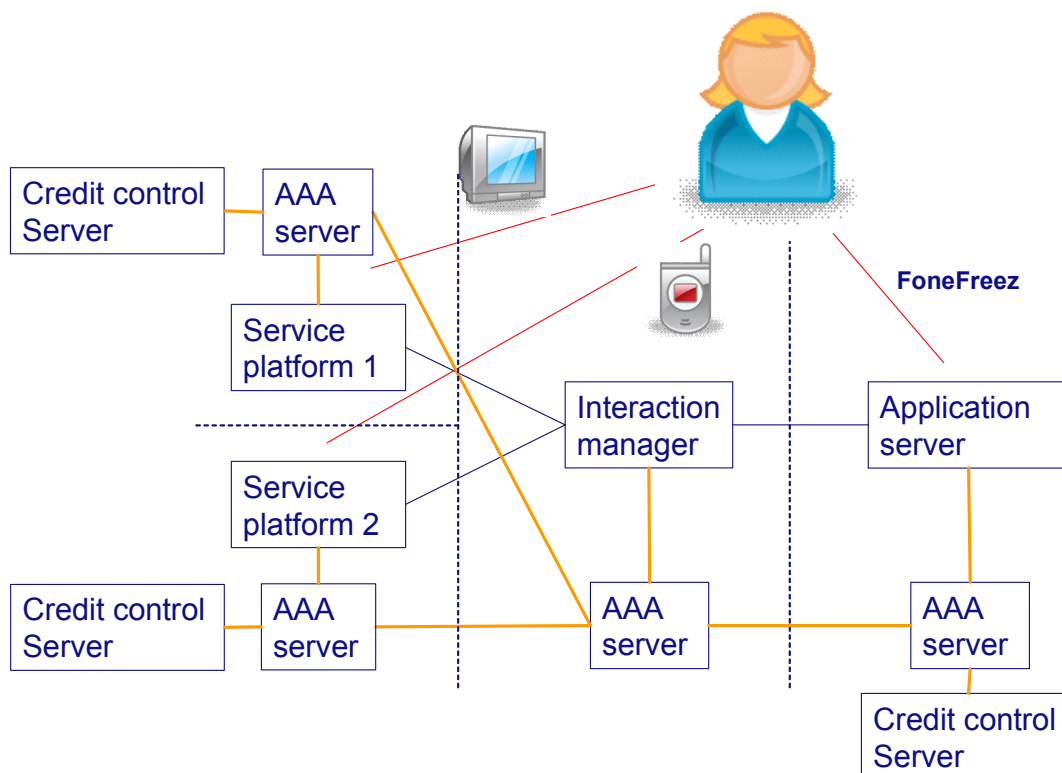 Credit control
Server
AAA
server
FoneFreez
Service
platform 1
Interaction
manager
Application
server
Service
platform 2
Credit control
Server
AAA
server
AAA
server
AAA
server
Credit control
Server